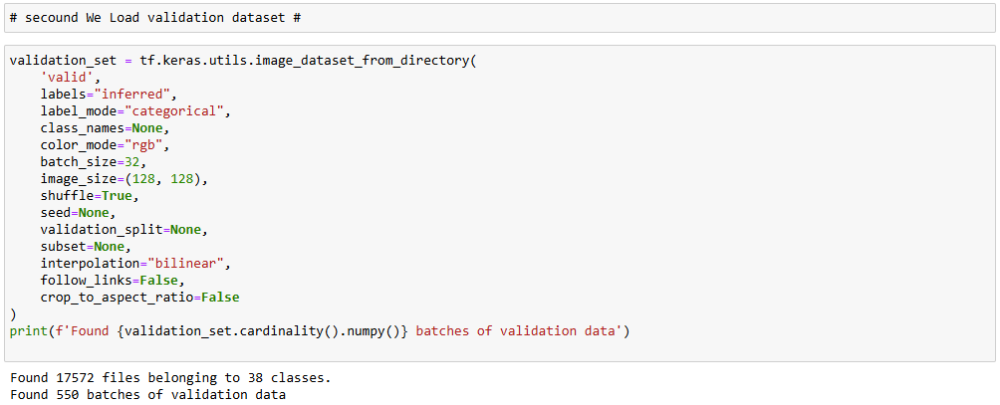 # secound We Load validation dataset #
validation_set = tf.keras.utils.image_dataset_from_directory(
    'valid',
    labels="inferred",
    label_mode="categorical",
    class_names=None,
    color_mode="rgb",
    batch_size=32,
    image_size=(128, 128),
    shuffle=True,
    seed=None,
    validation_split=None,
    subset=None,
    interpolation="bilinear",
    follow_links=False,
    crop_to_aspect_ratio=False
)
print(f'Found {validation_set.cardinality().numpy()} batches of validation data')
Found 17572 files belonging to 38 classes.
Found 550 batches of validation data